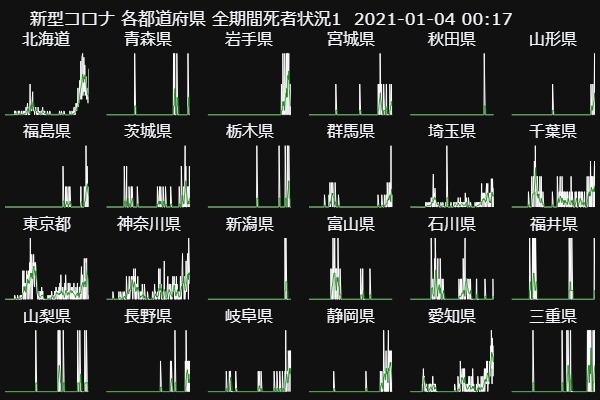 新型コロナ 各都道府県 全期間死者状況1 2021-01-04 00:17
北海道 青森県 岩手県 宮城県 秋田県 山形県
福島県 茨城県 栃木県 群馬県 埼玉県 千葉県
東京都 神奈川県 新潟県 富山県 石川県 福井県
山梨県 長野県 岐阜県 静岡県 愛知県 三重県